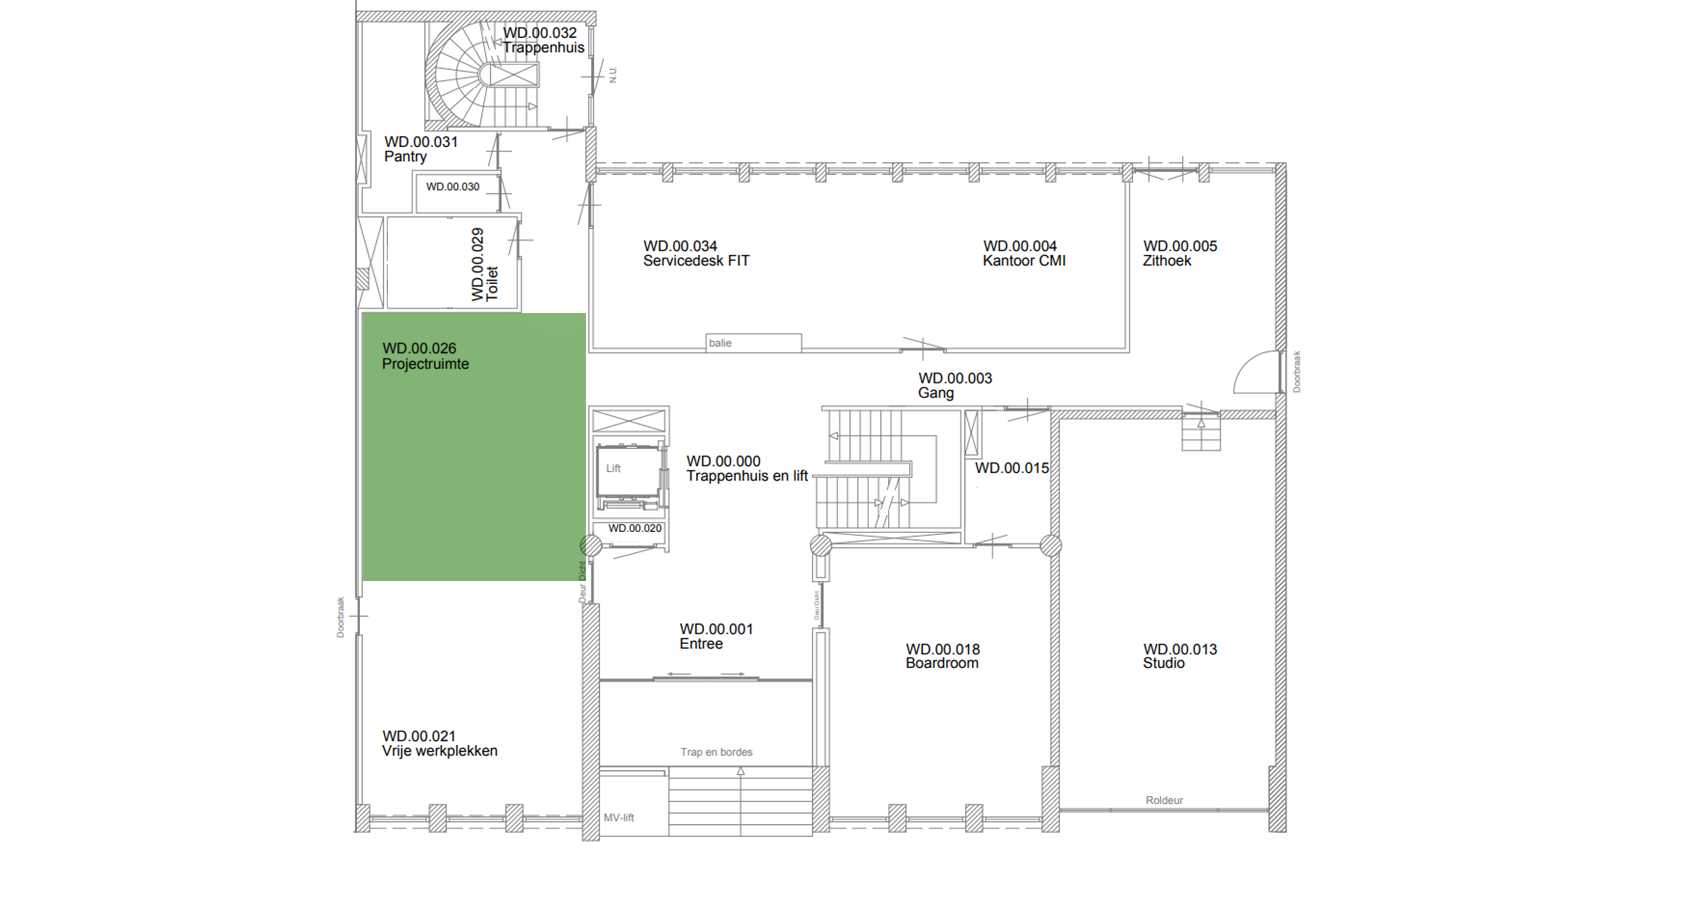 WD.00.032
Trappenhuis
N.U.
WD.00.031
Pantry
WD.00.030
WD.00.029
Toilet
WD.00.034
Servicedesk FIT
WD.00.004
Kantoor CMI
WD.00.005
Zithoek
balie
WD.00.026
Projectruimte
WD.00.003
Gang
Doorbraak
Lift
WD.00.000
Trappenhuis en lift
WD.00.015
WD.00.020
Deur Dicht
Deur Dicht
Doorbraak
WD.00.001
Entree
WD.00.018
Boardroom
WD.00.013
Studio
WD.00.021
Vrije werkplekken
Trap en bordes
MV-lift
Roldeur